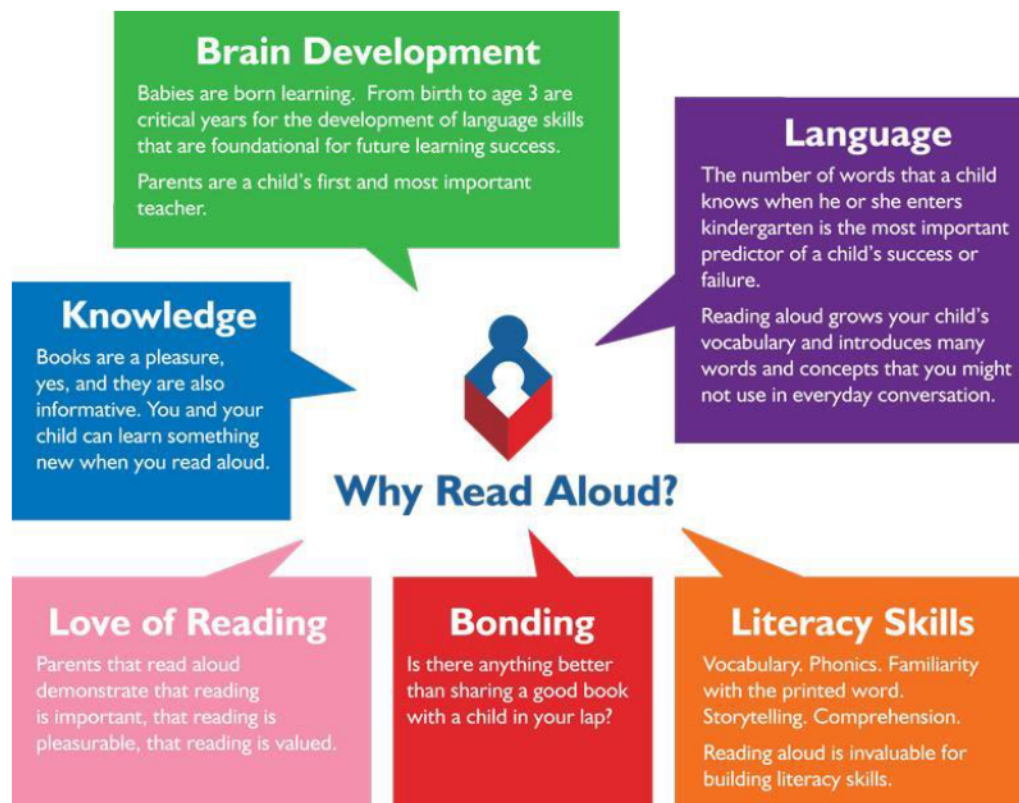 Brain Development
Babies are born learning.  From birth to age 3 are
critical years for the development of language skills
that are foundational for future learning success.
Parents are a child's first and most important
teacher.
Language
The number of words that a child
knows when he or she enters
kindergarten is the most important
predictor of a child's success or
failure.
Reading aloud grows your child's
vocabulary and introduces many
words and concepts that you might
not use in everyday conversation.
Knowledge
Books are a pleasure,
yes, and they are also
informative. You and your
child can learn something
new when you read aloud.
Why Read Aloud?
Love of Reading
Parents that read aloud
demonstrate that reading
is important, that reading is
pleasurable, that reading is valued.
Bonding
Is there anything better
than sharing a good book
with a child in your lap?
Literacy Skills
Vocabulary. Phonics. Familiarity
with the printed word.
Storytelling. Comprehension.
Reading aloud is invaluable for
building literacy skills.